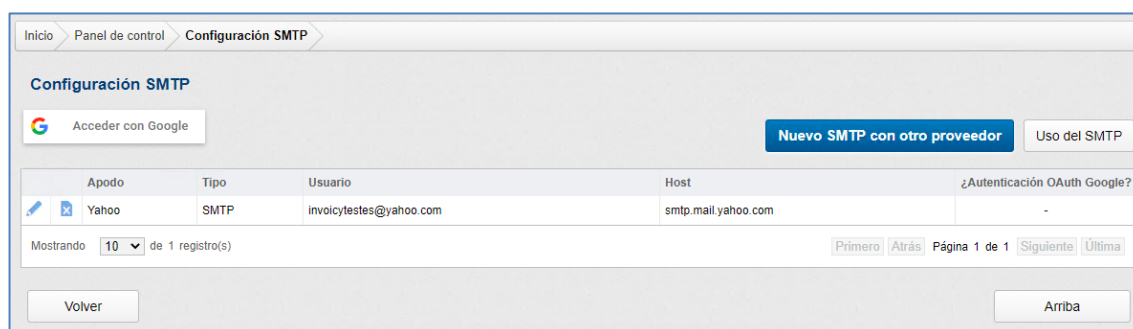 Inicio Panel de control Configuración SMTP
Configuración SMTP
Acceder con Google
Nuevo SMTP con otro proveedor Uso del SMTP
Apodo Tipo Usuario Host ¿Autenticación OAuth Google?
Yahoo SMTP invoicytestes@yahoo.com smtp.mail.yahoo.com -
Mostrando 10 de 1 registro(s) Primero Atrás Página 1 de 1 Siguiente Última
Volver Arriba